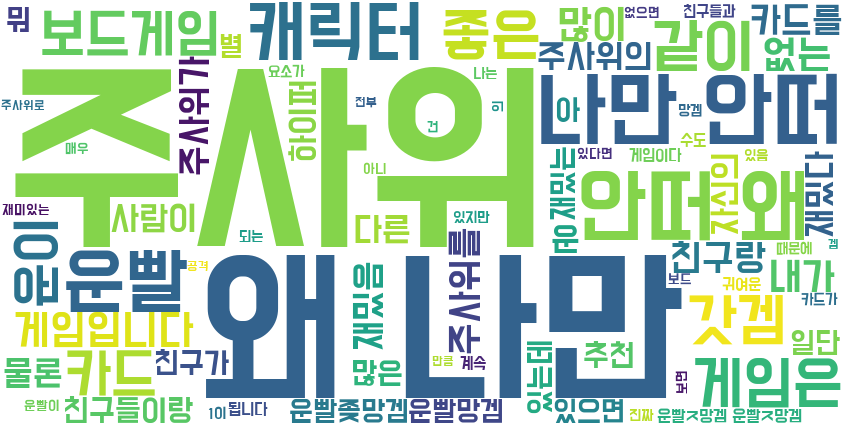 뭐 보드게임 별 캐릭터 좋은 많이 없으면 친구들과 카드를
주사위의 같이 없는
주사위 주사위가 요소가 하이퍼 나는 의 나만 안떠 아 망겜
주사위로 매우 전부 건 수도
아니 있다면 게임이다 있음
재미있는 사람이 되는 다른 있지만 재밌는 안떠 왜 자신의 재밌다
운이 운빨 공격 재밌음 주사위를 친구랑 때문에 겜
왜 나만 보드 귀여운 내가 카드가
게임입니다 갓겜 일단
물론 카드 친구가 많은 만큼 계속 있는데 추천 보면 게임은
운빨이 친구들이랑 1이 됩니다 운빨좆망겜 운빨망겜 있으면 진짜 운빨ㅈ망겜 운빨ㅈ망겜